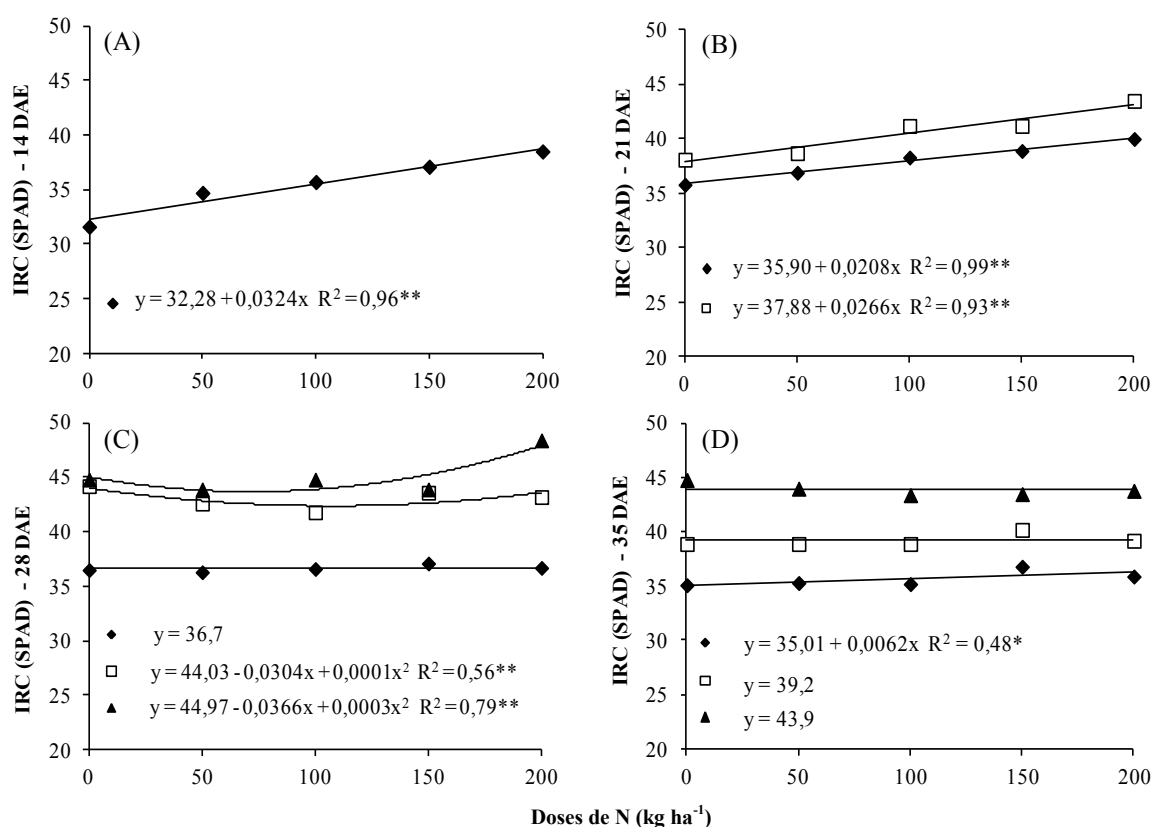 (A)
IRC (SPAD) - 14 DAE
50
45
40
35
30
25
20
y = 32,28 + 0,0324x R² = 0,96**
0 50 100 150 200
(B)
IRC (SPAD) - 21 DAE
50
45
40
35
30
25
20
y = 35,90 + 0,0208x R² = 0,99**
y = 37,88 + 0,0266x R² = 0,93**
0 50 100 150 200
(C)
IRC (SPAD) - 28 DAE
50
45
40
35
30
25
20
y = 36,7
y = 44,03 - 0,0304x + 0,0001x² R² = 0,56**
y = 44,97 - 0,0366x + 0,0003x² R² = 0,79**
0 50 100 150 200
(D)
IRC (SPAD) - 35 DAE
50
45
40
35
30
25
20
y = 35,01 + 0,0062x R² = 0,48*
y = 39,2
y = 43,9
0 50 100 150 200
Doses de N (kg ha⁻¹)